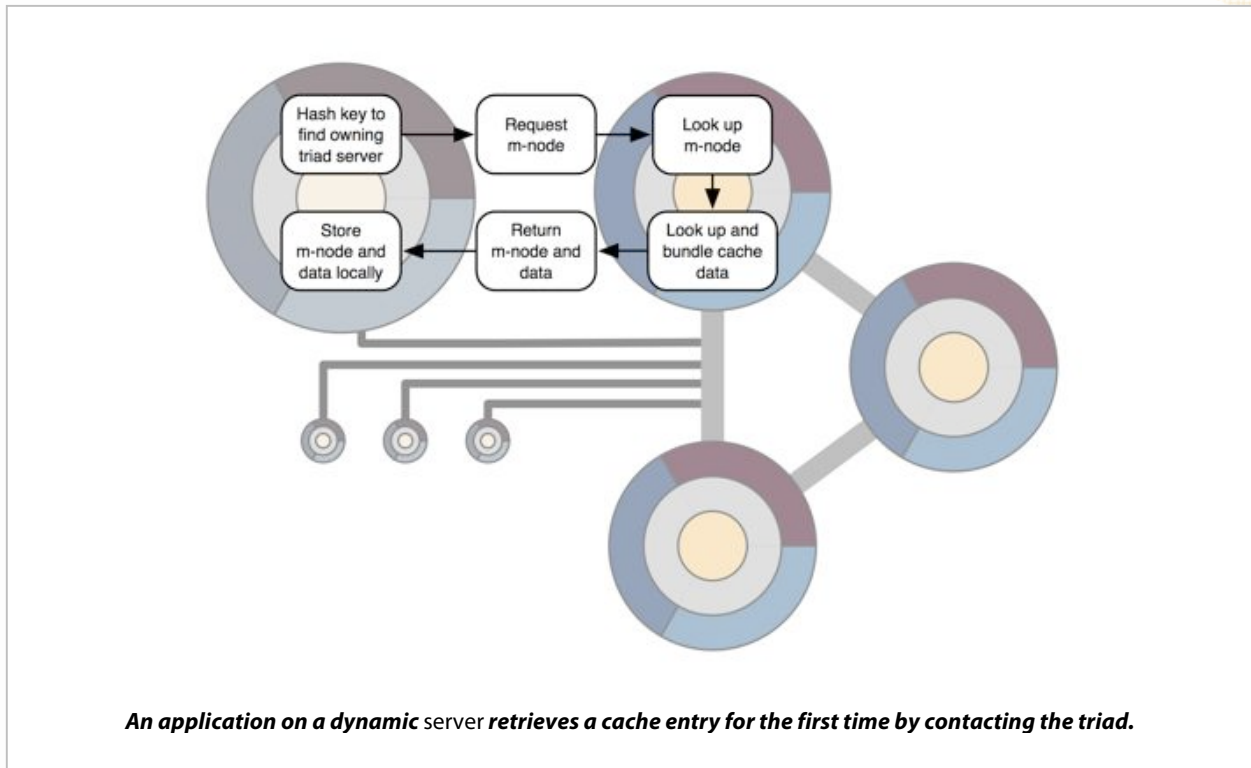 Hash key to
find owning
triad server
Request
m-node
Look up
m-node
Store
m-node and
data locally
Return
m-node and
data
Look up and
bundle cache
data
An application on a dynamic server retrieves a cache entry for the first time by contacting the triad.